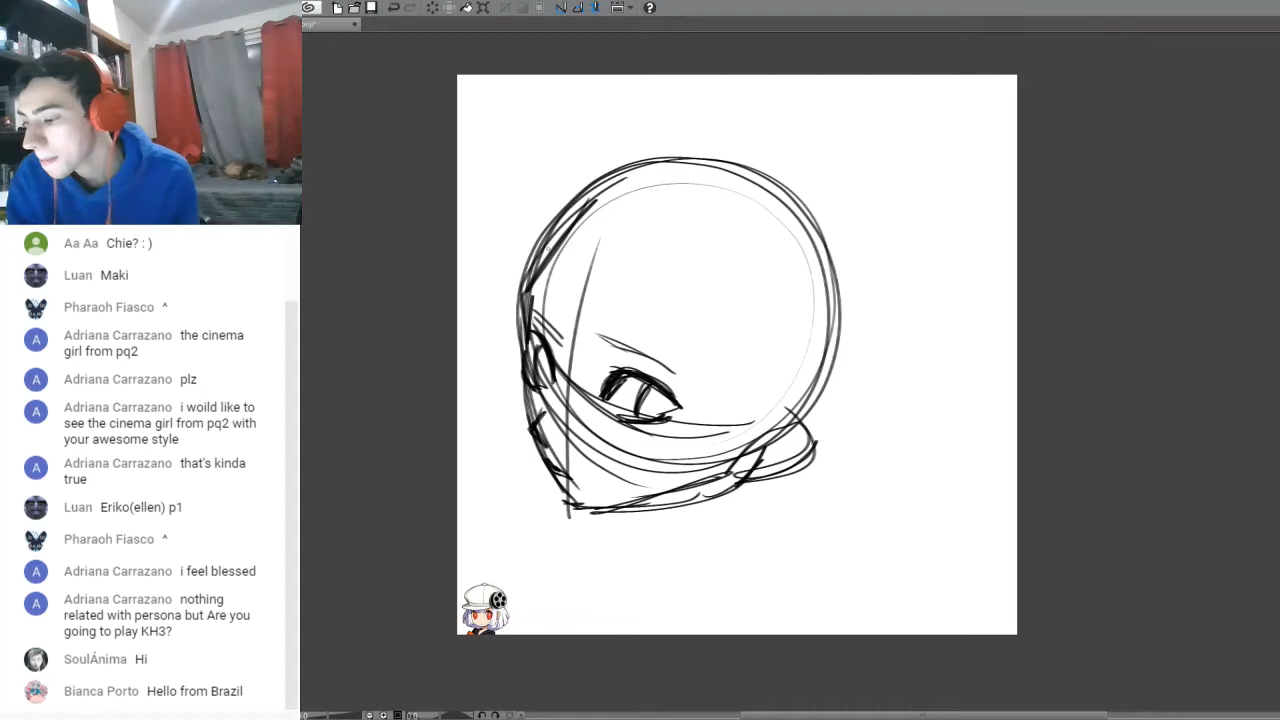 Aa Aa Chie? : )
Luan Maki
Pharaoh Fiasco ^
Adriana Carrazano the cinema
girl from pq2
Adriana Carrazano plz
Adriana Carrazano i woild like to
see the cinema girl from pq2 with
your awesome style
Adriana Carrazano that's kinda
true
Luan Eriko(ellen) p1
Pharaoh Fiasco ^
Adriana Carrazano i feel blessed
Adriana Carrazano nothing
related with persona but Are you
going to play KH3?
SoulÁnima Hi
Bianca Porto Hello from Brazil